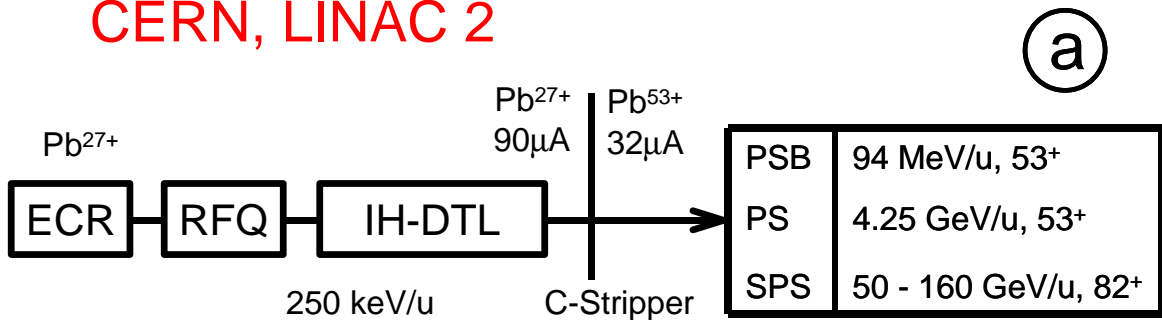 CERN, LINAC 2
a
Pb27+
Pb27+
90μA
Pb53+
32μA
ECR
RFQ
IH-DTL
250 keV/u
C-Stripper
PSB 94 MeV/u, 53+
PS 4.25 GeV/u, 53+
SPS 50 - 160 GeV/u, 82+